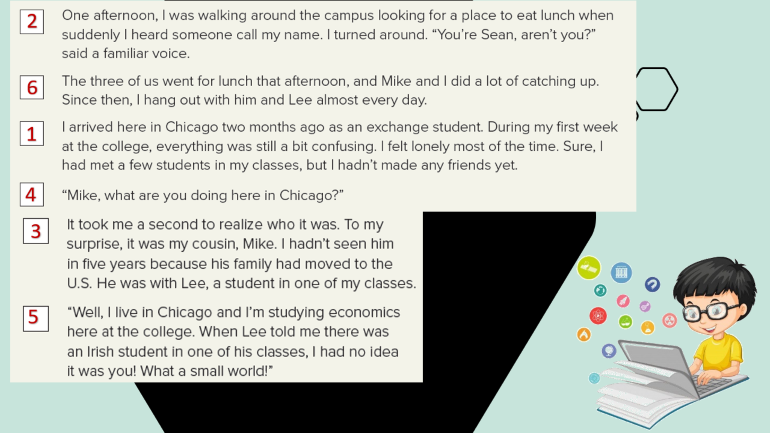 2 One afternoon, I was walking around the campus looking for a place to eat lunch when
suddenly I heard someone call my name. I turned around. “You’re Sean, aren’t you?”
said a familiar voice.
6 The three of us went for lunch that afternoon, and Mike and I did a lot of catching up.
Since then, I hang out with him and Lee almost every day.
1 I arrived here in Chicago two months ago as an exchange student. During my first week
at the college, everything was still a bit confusing. I felt lonely most of the time. Sure, I
had met a few students in my classes, but I hadn’t made any friends yet.
4 “Mike, what are you doing here in Chicago?”
3 It took me a second to realize who it was. To my
surprise, it was my cousin, Mike. I hadn’t seen him
in five years because his family had moved to the
U.S. He was with Lee, a student in one of my classes.
5 “Well, I live in Chicago and I’m studying economics
here at the college. When Lee told me there was
an Irish student in one of his classes, I had no idea
it was you! What a small world!”